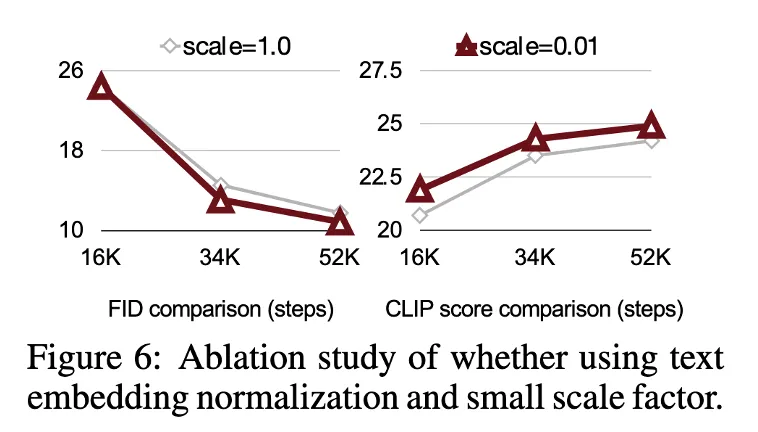 scale=1.0
scale=0.01
26
18
10
16K 34K 52K
FID comparison (steps)
27.5
25
22.5
20
16K 34K 52K
CLIP score comparison (steps)
Figure 6: Ablation study of whether using text
embedding normalization and small scale factor.